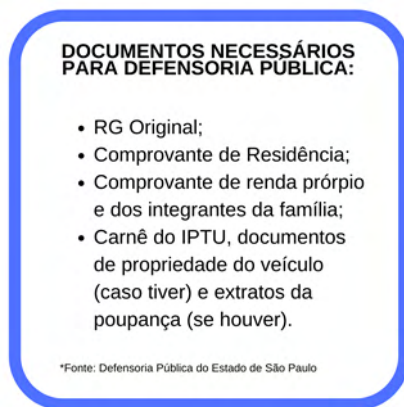 DOCUMENTOS NECESSÁRIOS
PARA DEFENSORIA PÚBLICA:
• RG Original;
• Comprovante de Residência;
• Comprovante de renda prórpio
e dos integrantes da família;
• Carnê do IPTU, documentos
de propriedade do veículo
(caso tiver) e extratos da
poupança (se houver).
*Fonte: Defensoria Pública do Estado de São Paulo